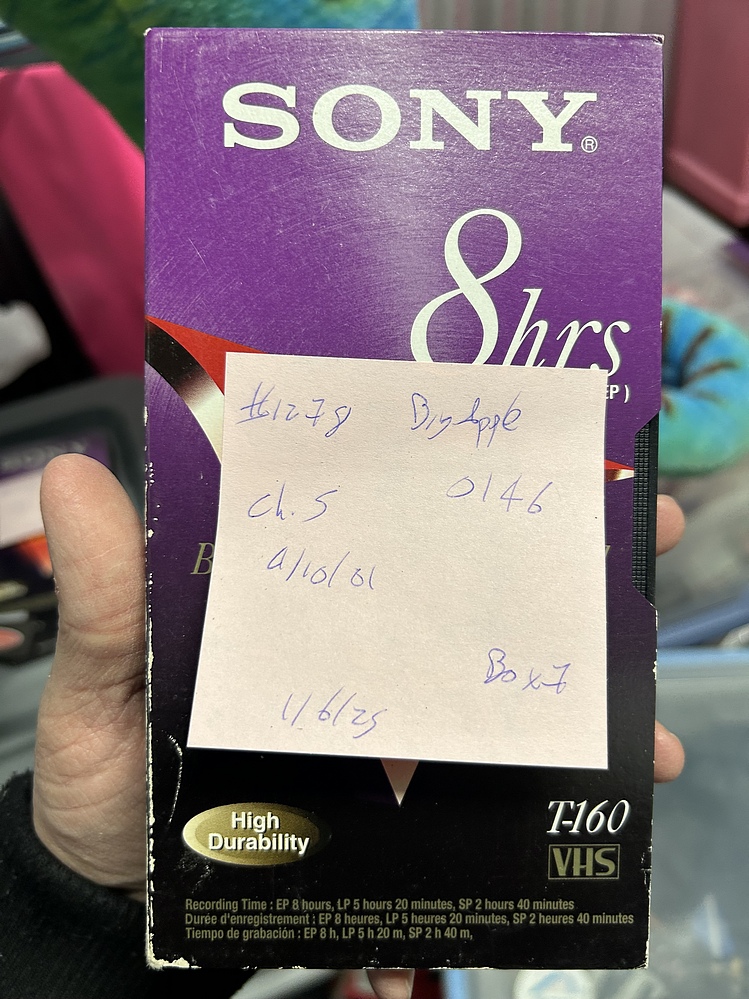 SONY®
8hrs
EP )
#1278 Big Apple
Ch. 5 0146
9/10/01
Box 7
1/6/25
High
Durability
T-160
VHS
Recording Time : EP 8 hours, LP 5 hours 20 minutes, SP 2 hours 40 minutes
Durée d'enregistrement : EP 8 heures, LP 5 heures 20 minutes, SP 2 heures 40 minutes
Tiempo de grabación : EP 8 h, LP 5 h 20 m, SP 2 h 40 m,
SONY